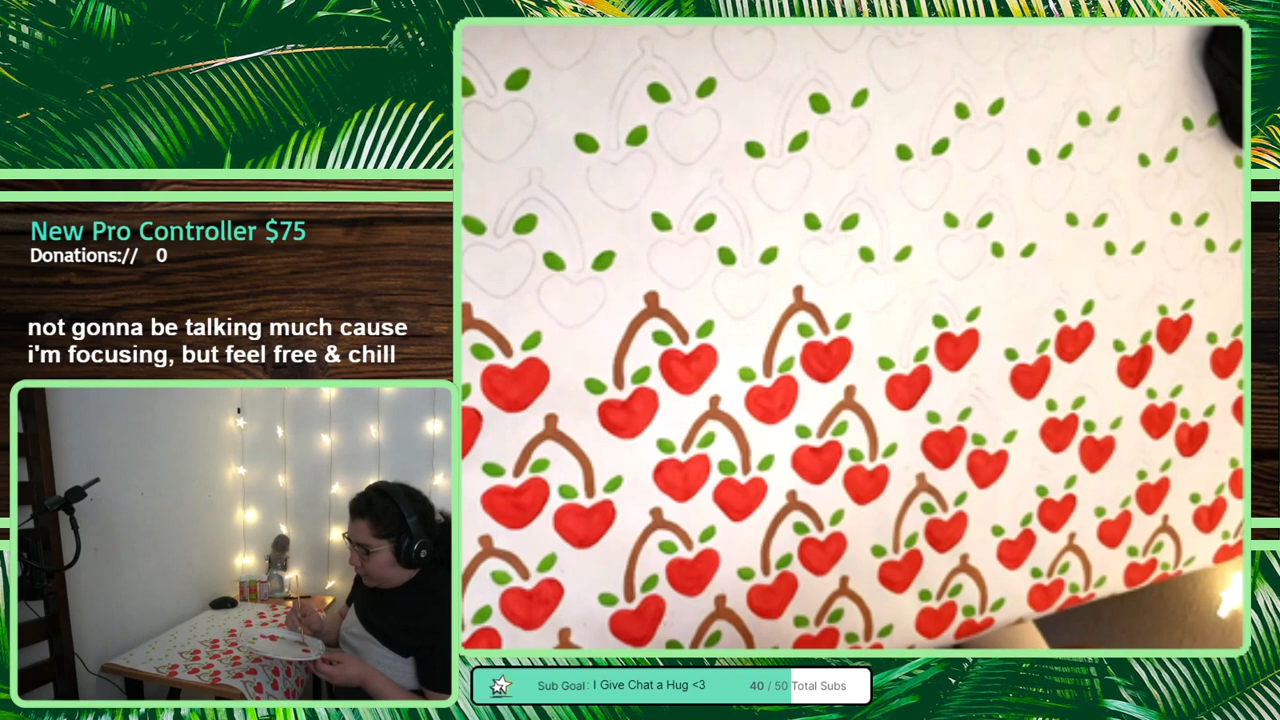 New Pro Controller $75
Donations:// 0
not gonna be talking much cause
i'm focusing, but feel free & chill
Sub Goal: I Give Chat a Hug <3 40 / 50 Total Subs